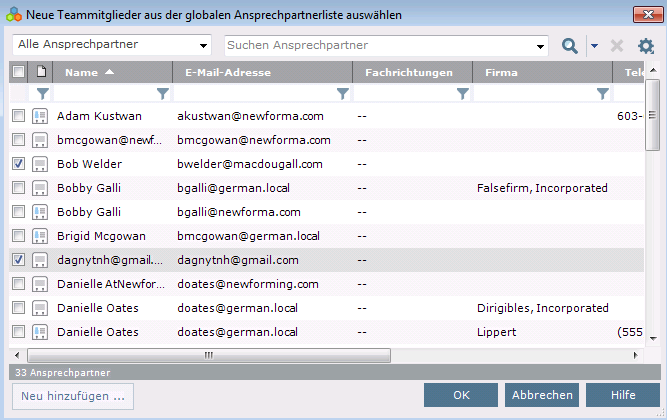 Neue Teammitglieder aus der globalen Ansprechpartnerliste auswählen
Alle Ansprechpartner Suchen Ansprechpartner
Name E-Mail-Adresse Fachrichtungen Firma Tele
Adam Kustwan akustwan@newforma.com -- 603-
bmcgowan@newf... bmcgowan@newforma.com --
Bob Welder bwelder@macdougall.com --
Bobby Galli bgalli@german.local -- Falsefirm, Incorporated
Bobby Galli bgalli@newforma.com --
Brigid Mcgowan bmcgowan@german.local --
dagnytnh@gmail.... dagnytnh@gmail.com --
Danielle AtNewfor... doates@newforming.com --
Danielle Oates doates@german.local -- Dirigibles, Incorporated
Danielle Oates doates@german.local -- Lippert (555
33 Ansprechpartner
Neu hinzufügen ... OK Abbrechen Hilfe